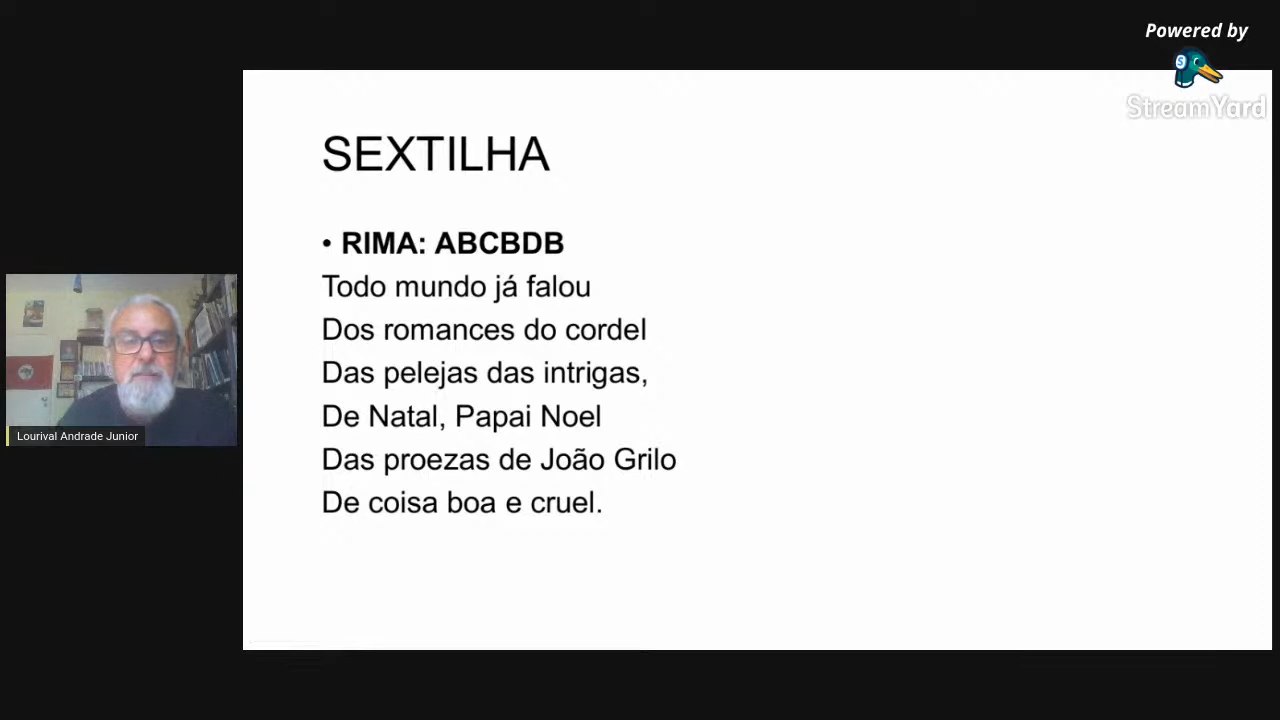 Powered by
StreamYard
SEXTILHA
• RIMA: ABCBDB
Todo mundo já falou
Dos romances do cordel
Das pelejas das intrigas,
De Natal, Papai Noel
Das proezas de João Grilo
De coisa boa e cruel.
Lourival Andrade Junior